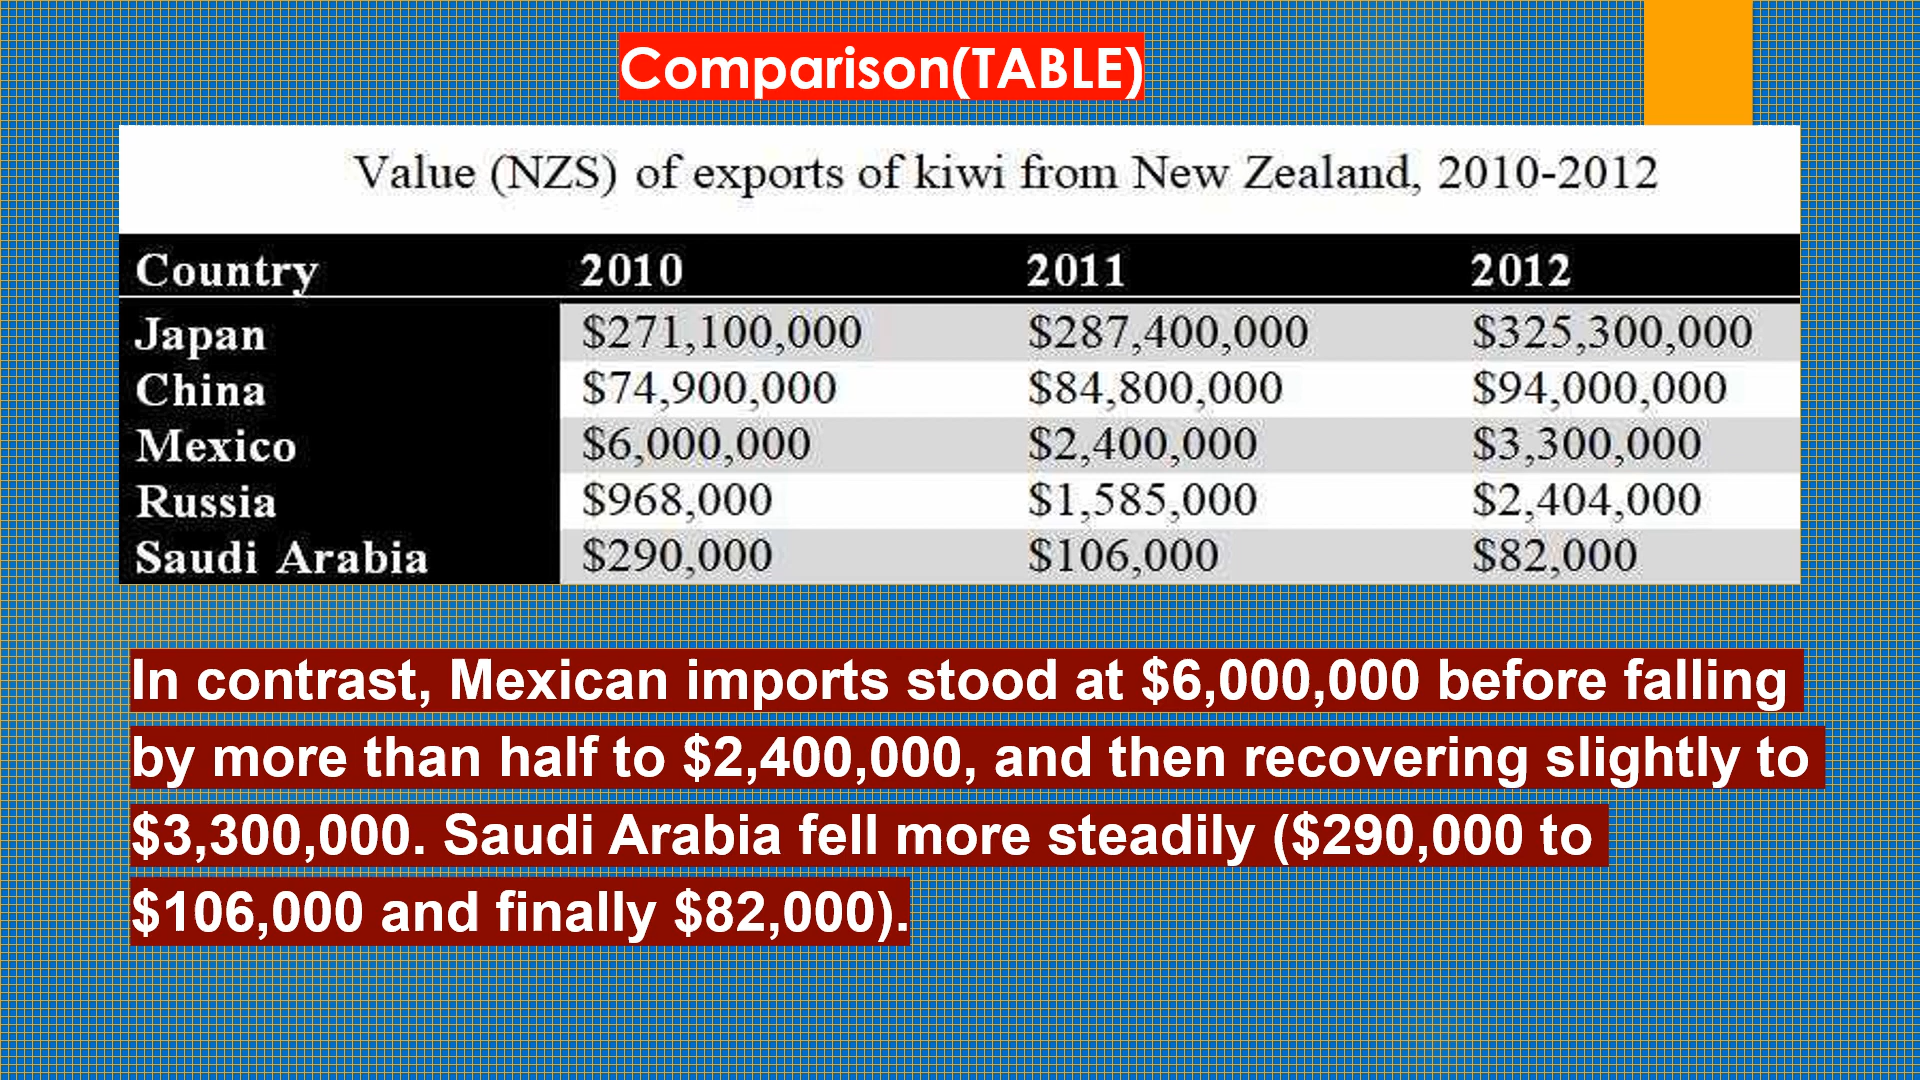 Comparison(TABLE)
Value (NZS) of exports of kiwi from New Zealand, 2010-2012
Country 2010 2011 2012
Japan $271,100,000 $287,400,000 $325,300,000
China $74,900,000 $84,800,000 $94,000,000
Mexico $6,000,000 $2,400,000 $3,300,000
Russia $968,000 $1,585,000 $2,404,000
Saudi Arabia $290,000 $106,000 $82,000
In contrast, Mexican imports stood at $6,000,000 before falling
by more than half to $2,400,000, and then recovering slightly to
$3,300,000. Saudi Arabia fell more steadily ($290,000 to
$106,000 and finally $82,000).